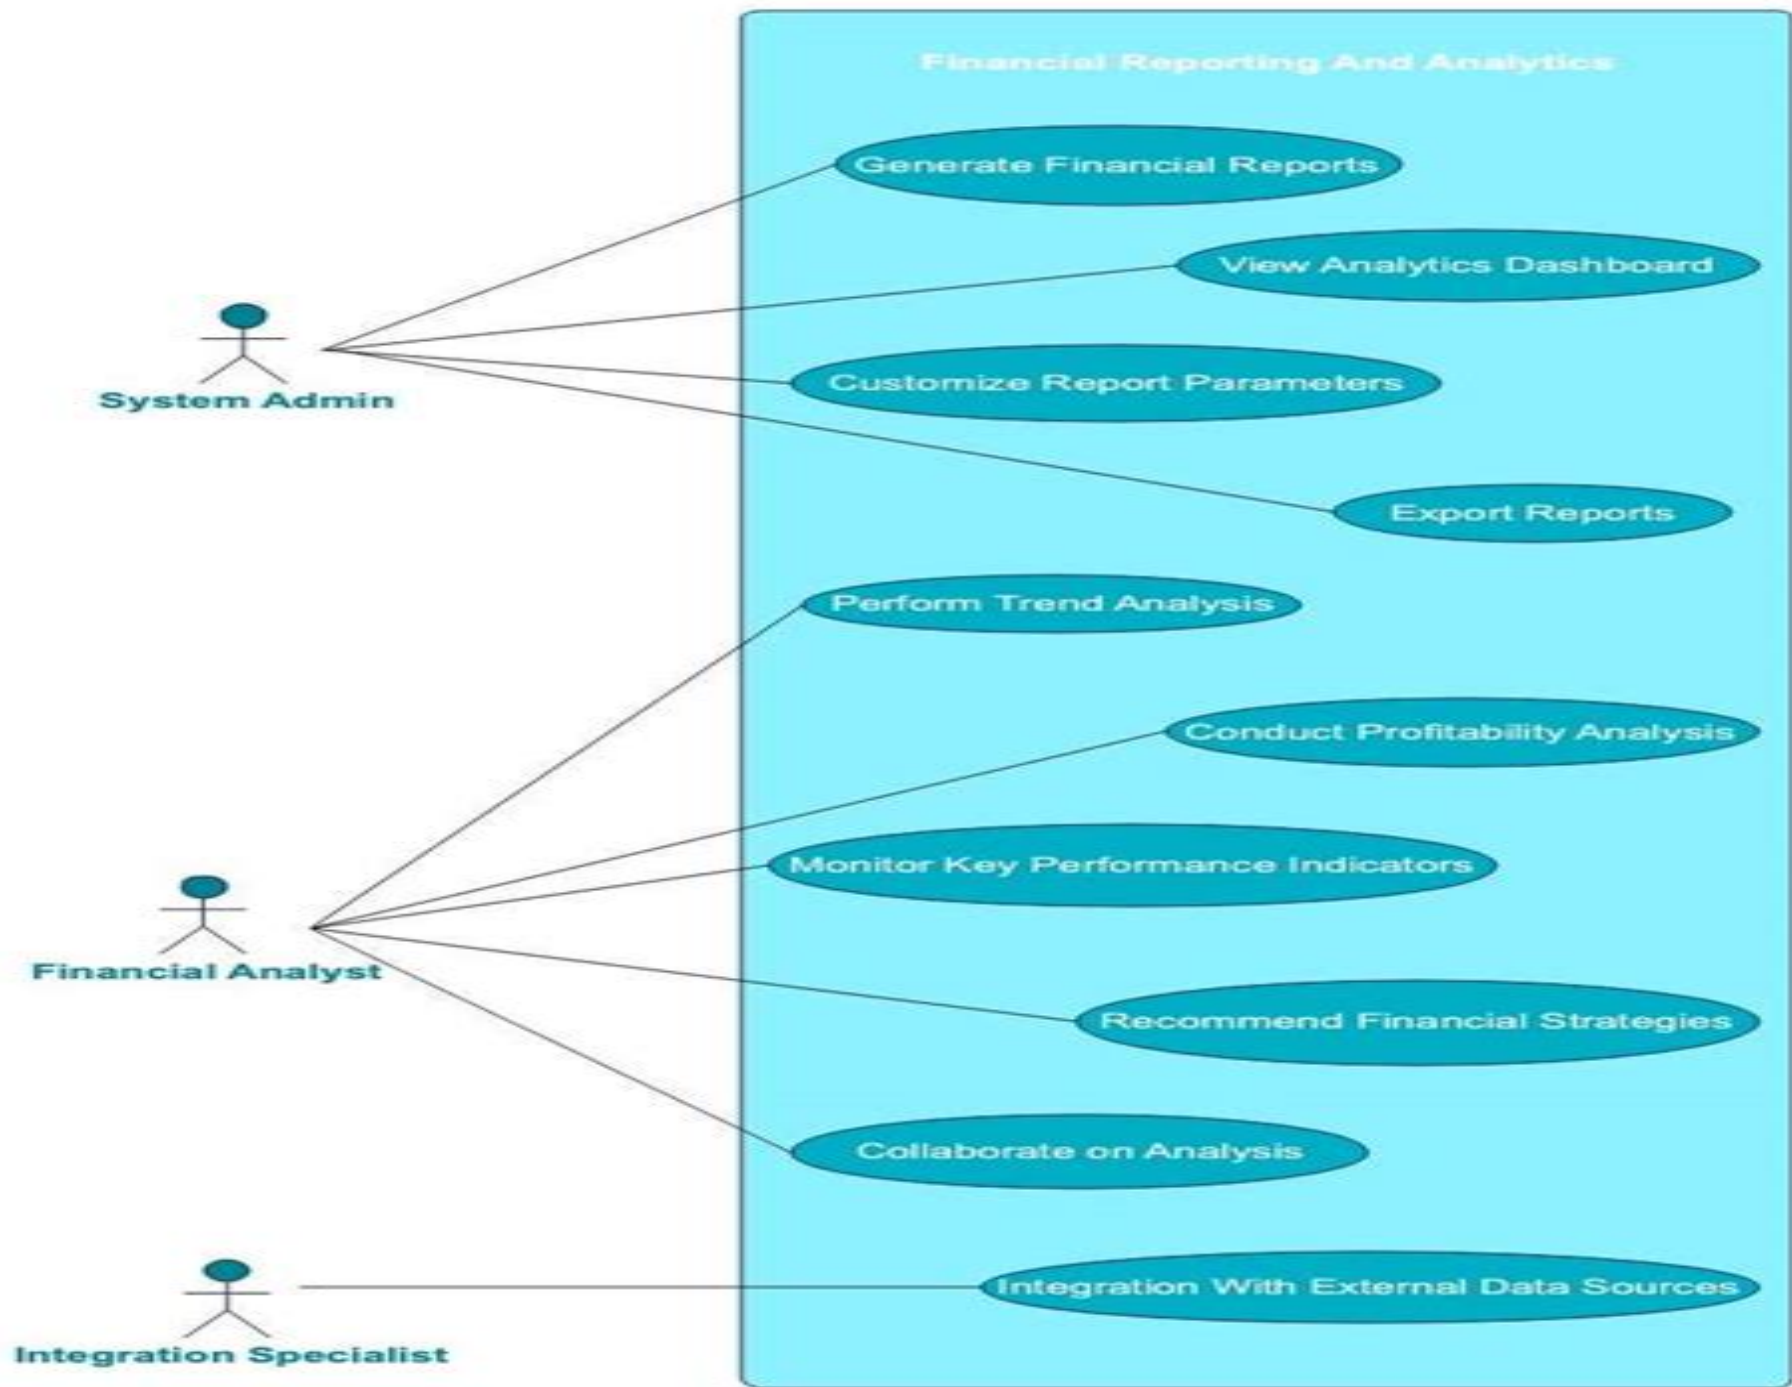 Financial Reporting And Analytics
Generate Financial Reports
View Analytics Dashboard
System Admin
Customize Report Parameters
Export Reports
Perform Trend Analysis
Conduct Profitability Analysis
Monitor Key Performance Indicators
Financial Analyst
Recommend Financial Strategies
Collaborate on Analysis
Integration With External Data Sources
Integration Specialist